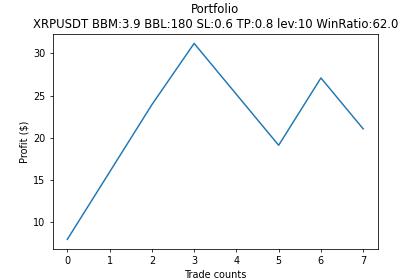 Portfolio
XRPUSDT BBM:3.9 BBL:180 SL:0.6 TP:0.8 lev:10 WinRatio:62.0
30
25
20
15
10
Profit ($)
0 1 2 3 4 5 6 7
Trade counts